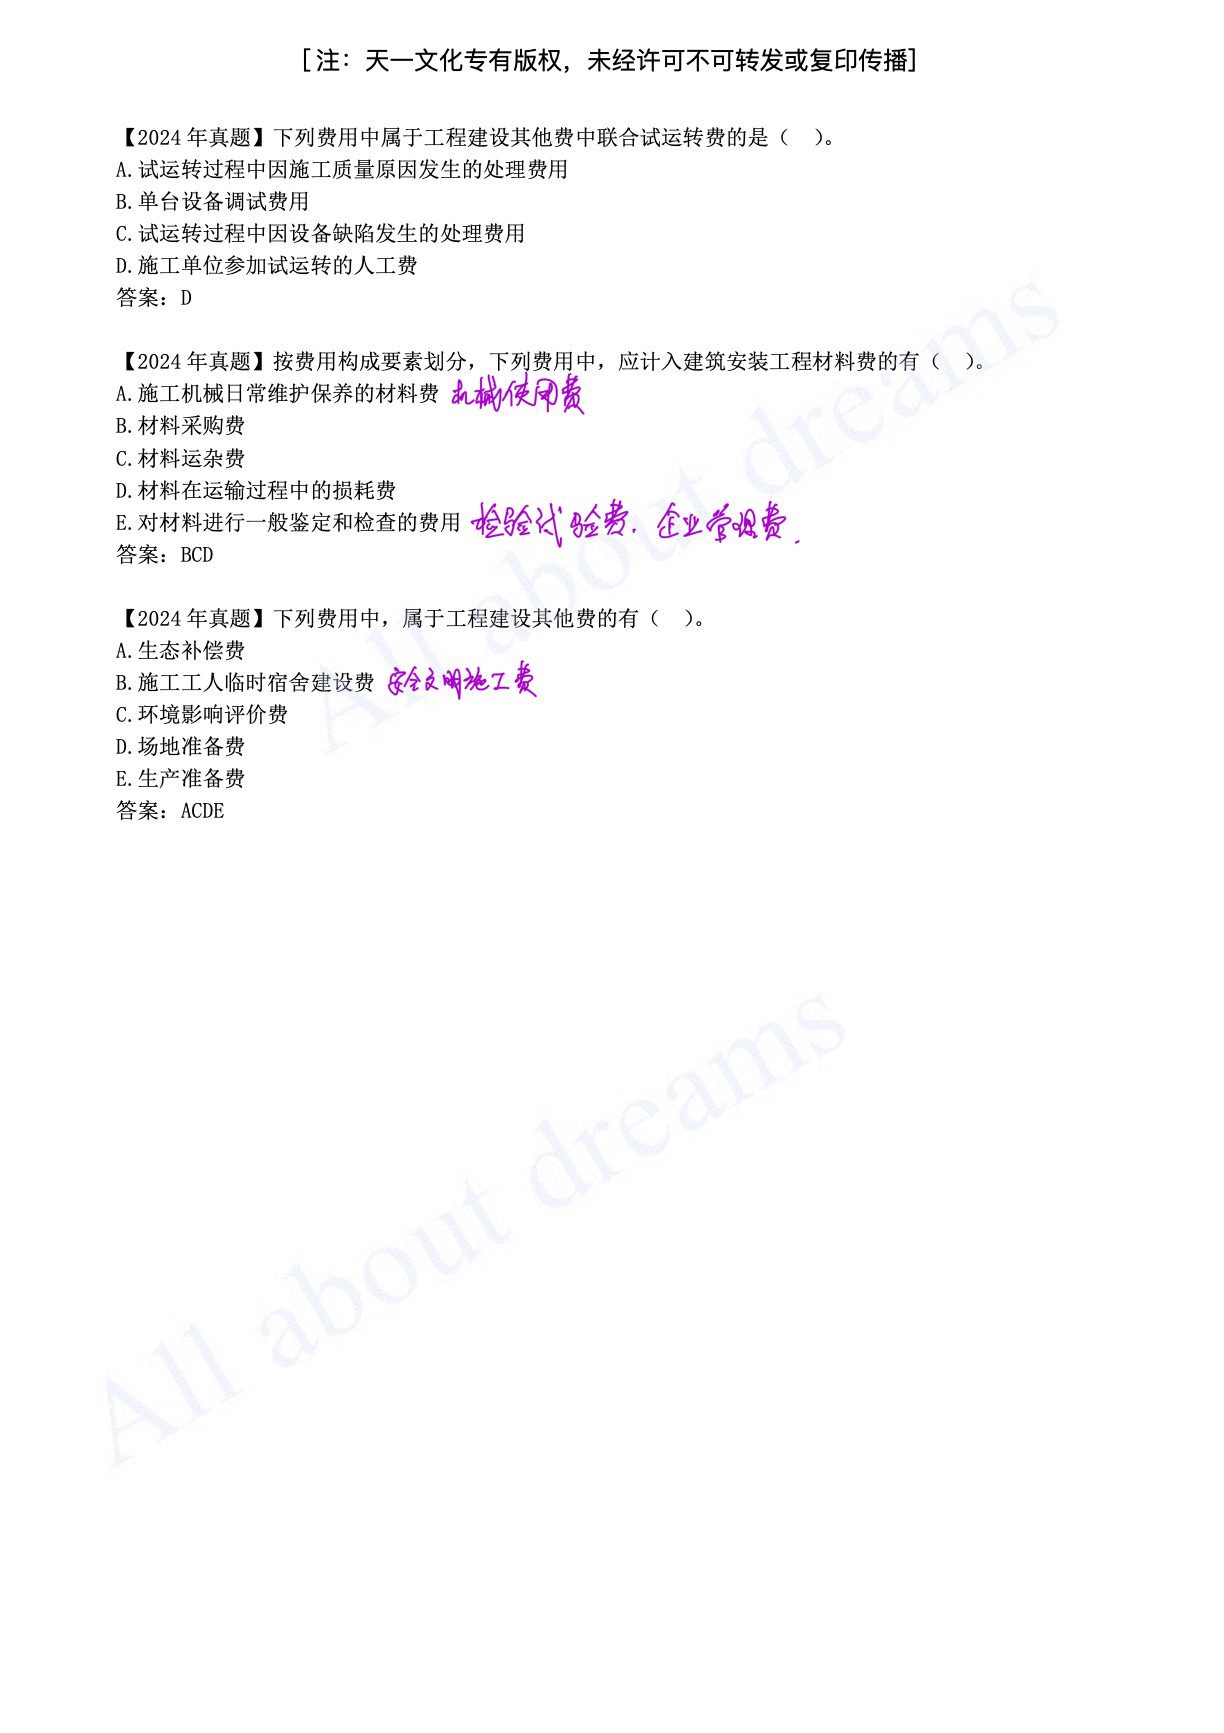 [注：天一文化专有版权，未经许可不可转发或复印传播]
【2024年真题】下列费用中属于工程建设其他费中联合试运转费的是（ ）。
A.试运转过程中因施工质量原因发生的处理费用
B.单台设备调试费用
C.试运转过程中因设备缺陷发生的处理费用
D.施工单位参加试运转的人工费
答案：D
【2024年真题】按费用构成要素划分，下列费用中，应计入建筑安装工程材料费的有（ ）。
A.施工机械日常维护保养的材料费 机械使用费
B.材料采购费
C.材料运杂费
D.材料在运输过程中的损耗费
E.对材料进行一般鉴定和检查的费用 检验试验费．企业管理费．
答案：BCD
【2024年真题】下列费用中，属于工程建设其他费的有（ ）。
A.生态补偿费
B.施工工人临时宿舍建设费 安全文明施工费
C.环境影响评价费
D.场地准备费
E.生产准备费
答案：ACDE
All about dreams
All about dreams